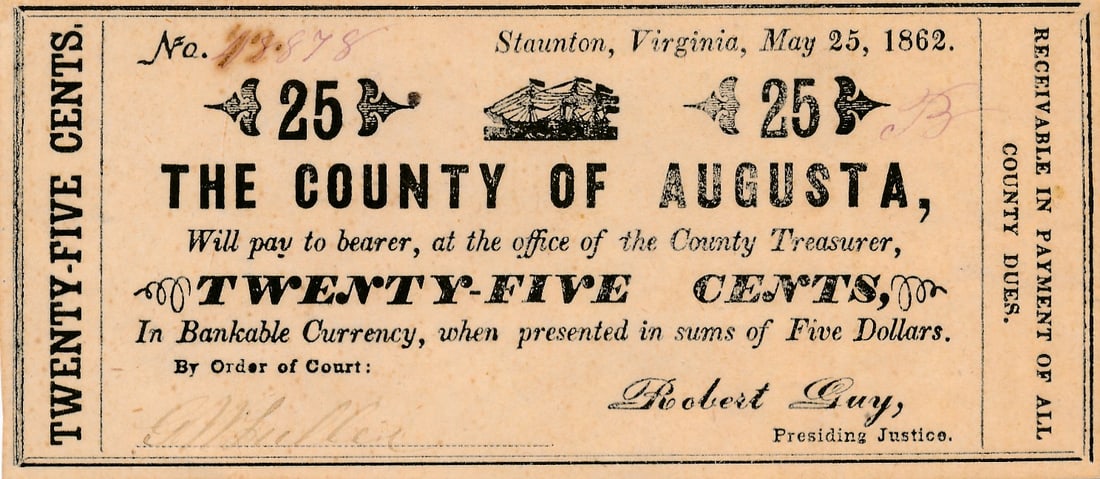 TWENTY-FIVE CENTS.
No. 878
Staunton, Virginia, May 25, 1862.
25 25 B
THE COUNTY OF AUGUSTA,
Will pay to bearer, at the office of the County Treasurer,
TWENTY-FIVE CENTS,
In Bankable Currency, when presented in sums of Five Dollars.
By Order of Court:
Robert Guy,
Presiding Justice.
RECEIVABLE IN PAYMENT OF ALL
COUNTY DUES.